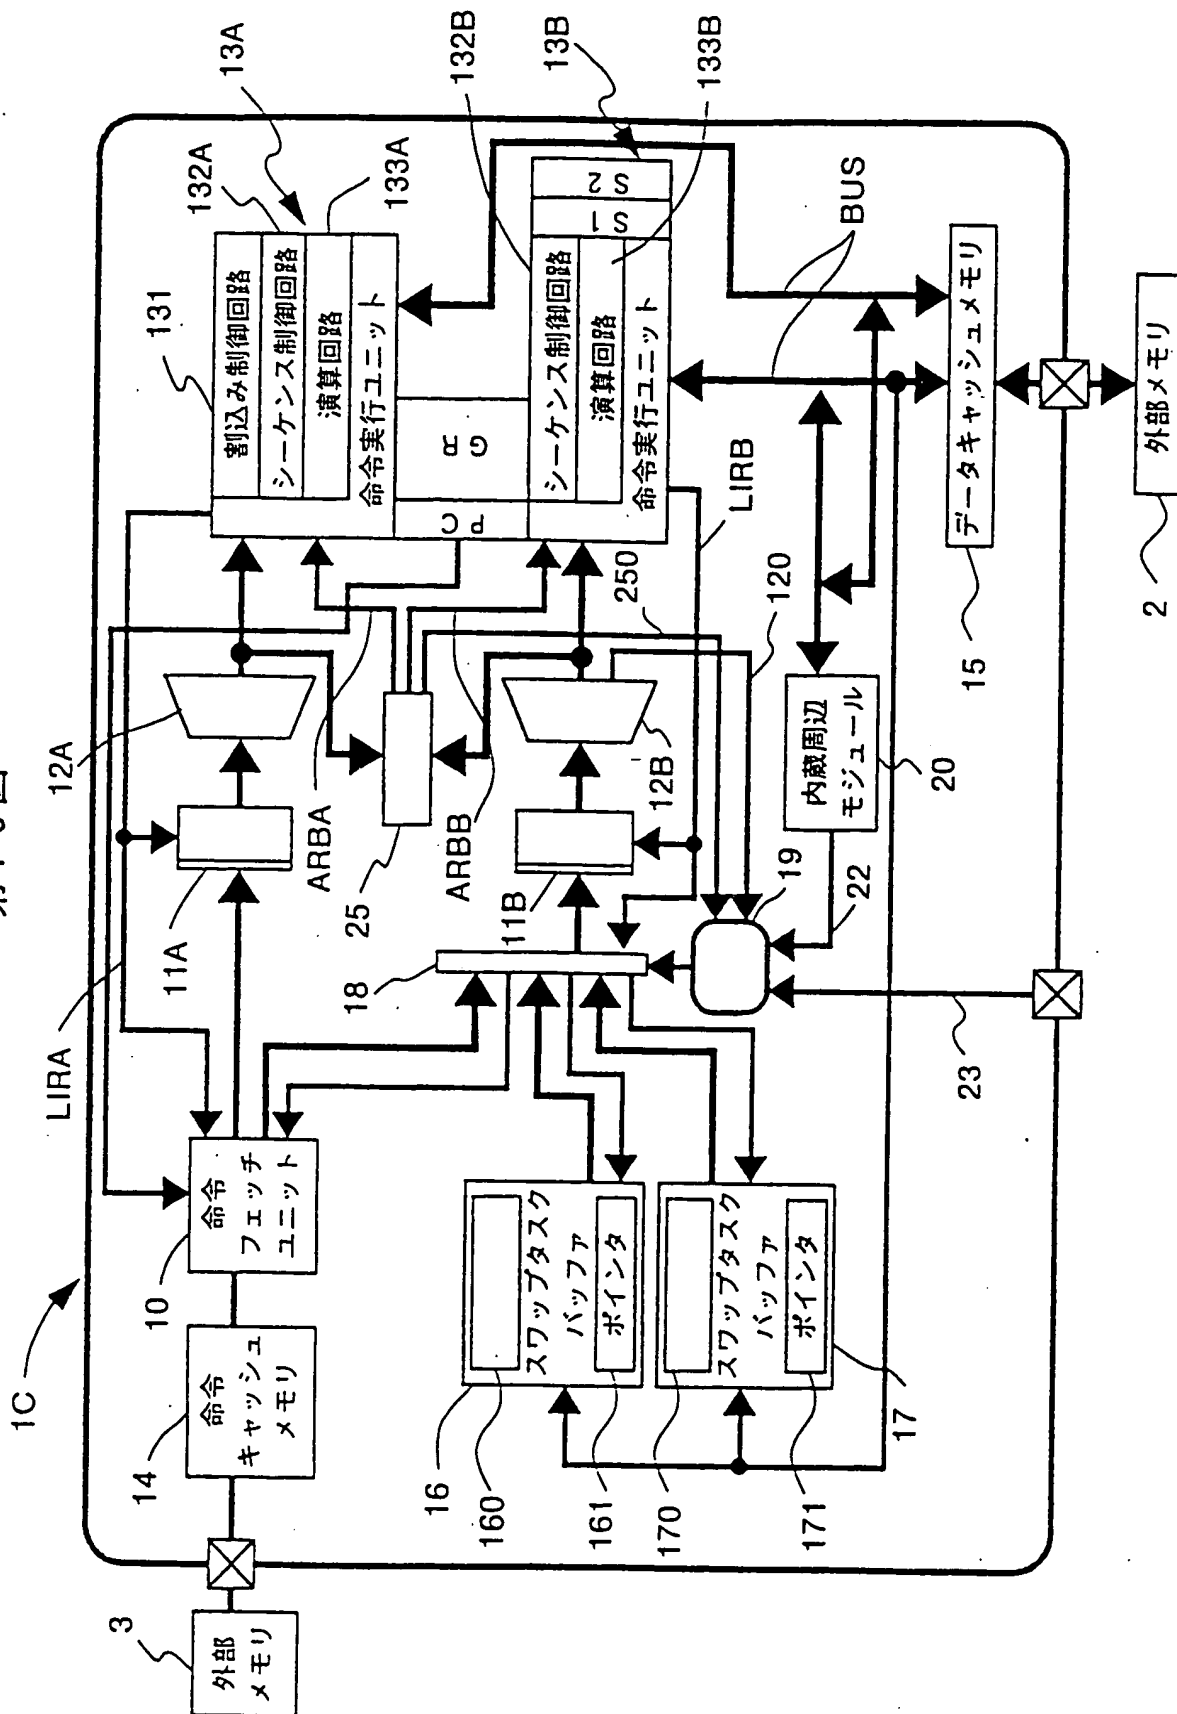 1C
3
外部
メモリ
14
命令
キャッシュ
メモリ
10
命令
フェッチ
ユニット
LIRA
11A
12A
ARBA
25
ARBB
11B
12B
18
131
割込み制御回路
シーケンス制御回路
演算回路
命令実行ユニット
132A
133A
13A
PC
GR
シーケンス制御回路
演算回路
命令実行ユニット
S1
S2
132B
13B
133B
LIRB
250
120
BUS
16
160
スワップタスク
バッファ
ポインタ
161
170
スワップタスク
バッファ
ポインタ
171
17
19
22
23
内蔵周辺
モジュール
20
データキャッシュメモリ
15
外部メモリ
2